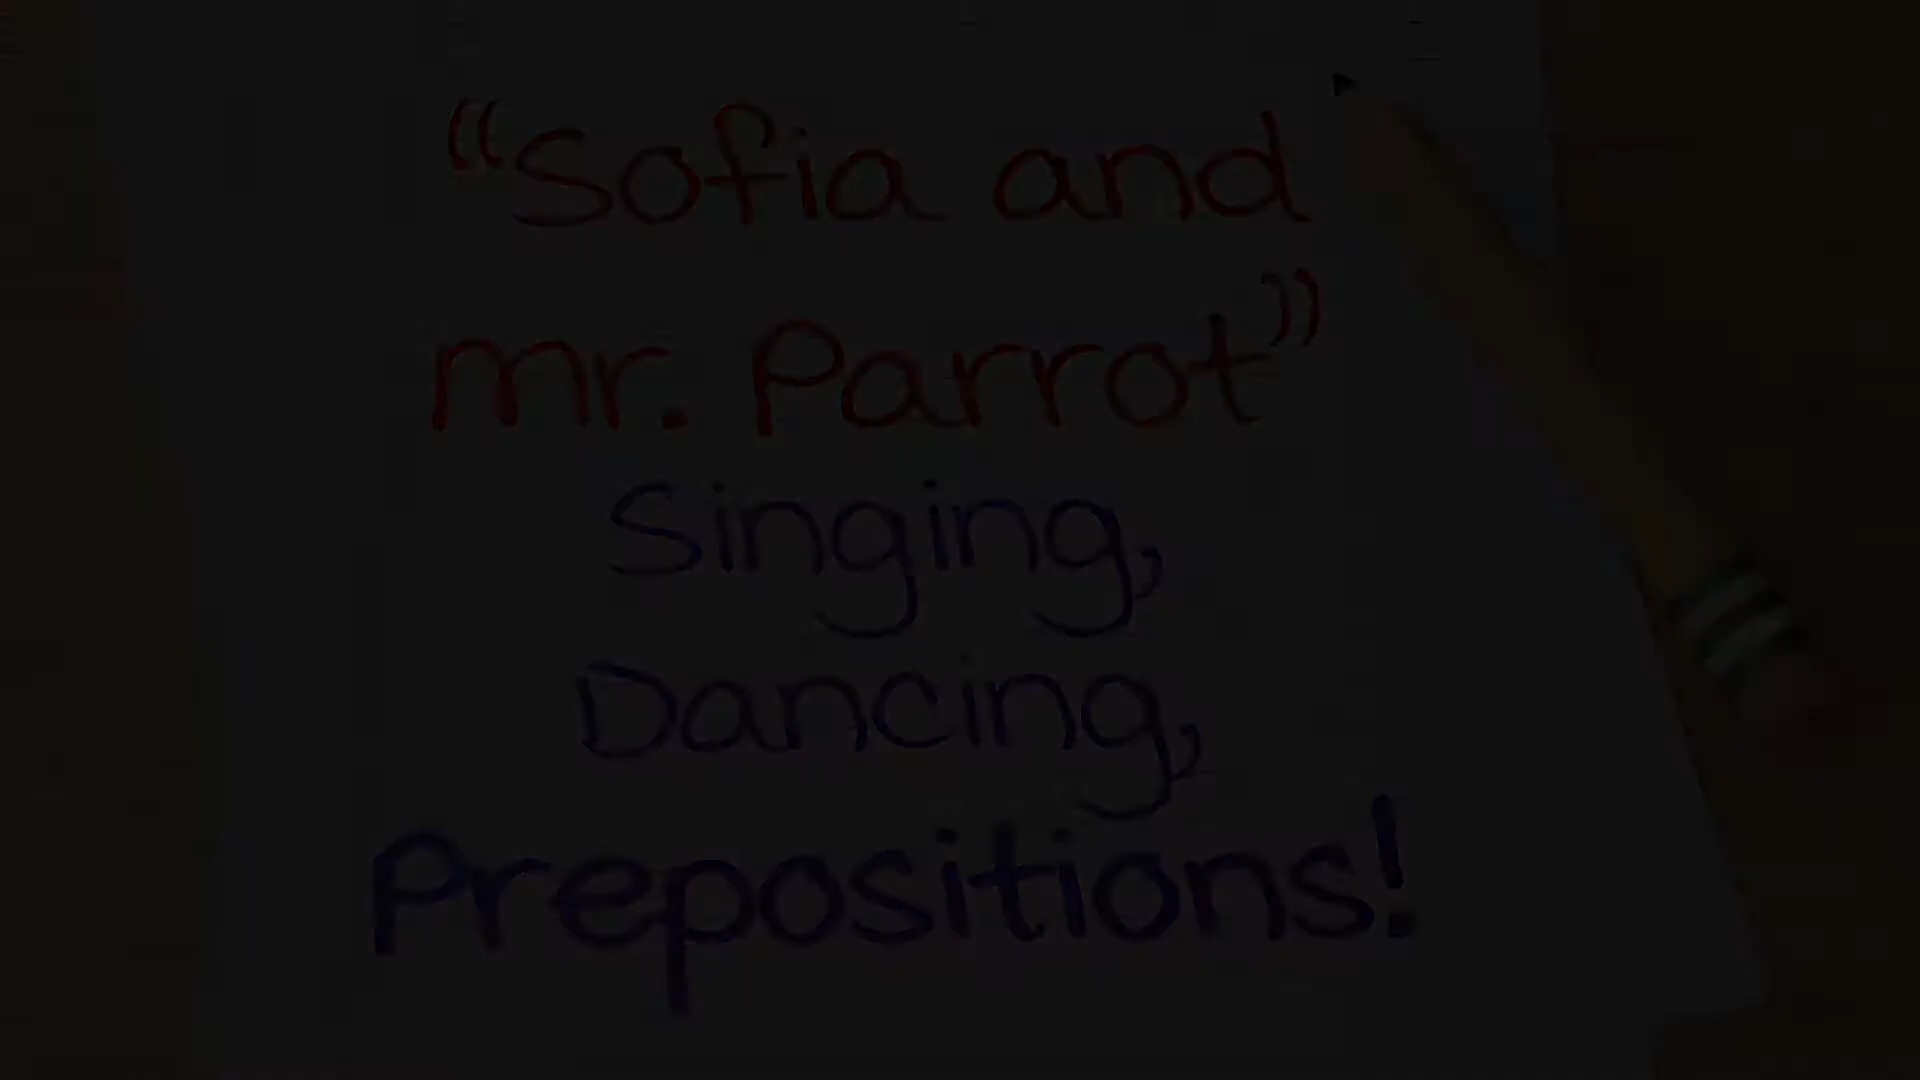 “Sofia and
mr. Parrot”
Singing,
Dancing,
Prepositions!